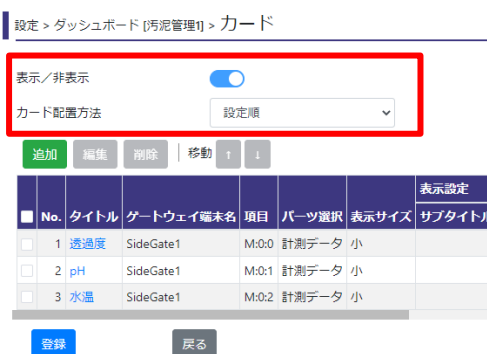 設定 > ダッシュボード [汚泥管理1] > カード
表示／非表示
カード配置方法 設定順
追加 編集 削除 移動 ↑ ↓
表示設定
No. タイトル ゲートウェイ端末名 項目 パーツ選択 表示サイズ サブタイトル
1 透過度 SideGate1 M:0:0 計測データ 小
2 pH SideGate1 M:0:1 計測データ 小
3 水温 SideGate1 M:0:2 計測データ 小
登録 戻る